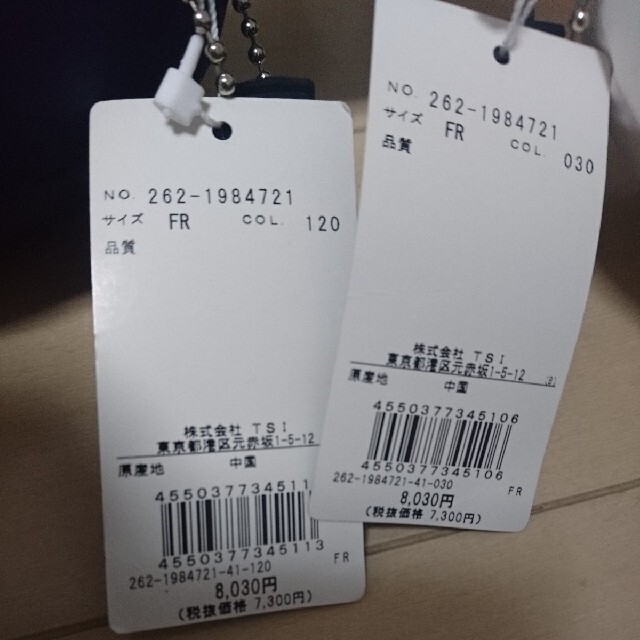 NO. 262-1984721
サイズ FR COL. 120
品質
株式会社 TSI
東京都港区元赤坂1-5-12
原産地 中国
455037734511
4550377345113
262-1984721-41-120 FR
8,030円
(税抜価格 7,300円)
NO. 262-1984721
サイズ FR COL. 030
品質
株式会社 TSI
東京都港区元赤坂1-5-12 (2)
原産地 中国
4550377345106
4550377345106
262-1984721-41-030 FR
8,030円
(税抜価格 7,300円)